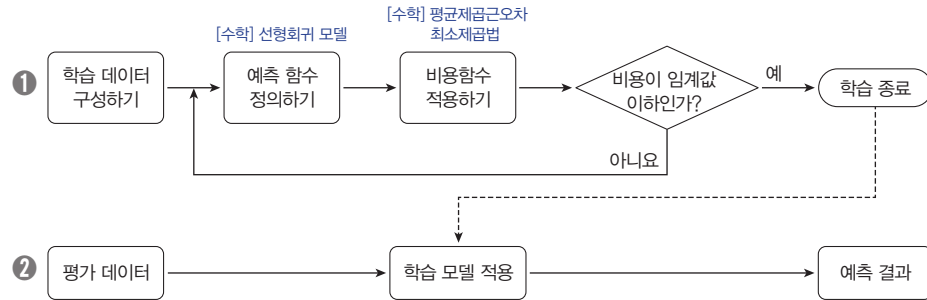 [수학] 선형회귀 모델
[수학] 평균제곱근오차
최소제곱법
❶
학습 데이터
구성하기
예측 함수
정의하기
비용함수
적용하기
비용이 임계값
이하인가?
예
학습 종료
아니요
❷
평가 데이터
학습 모델 적용
예측 결과